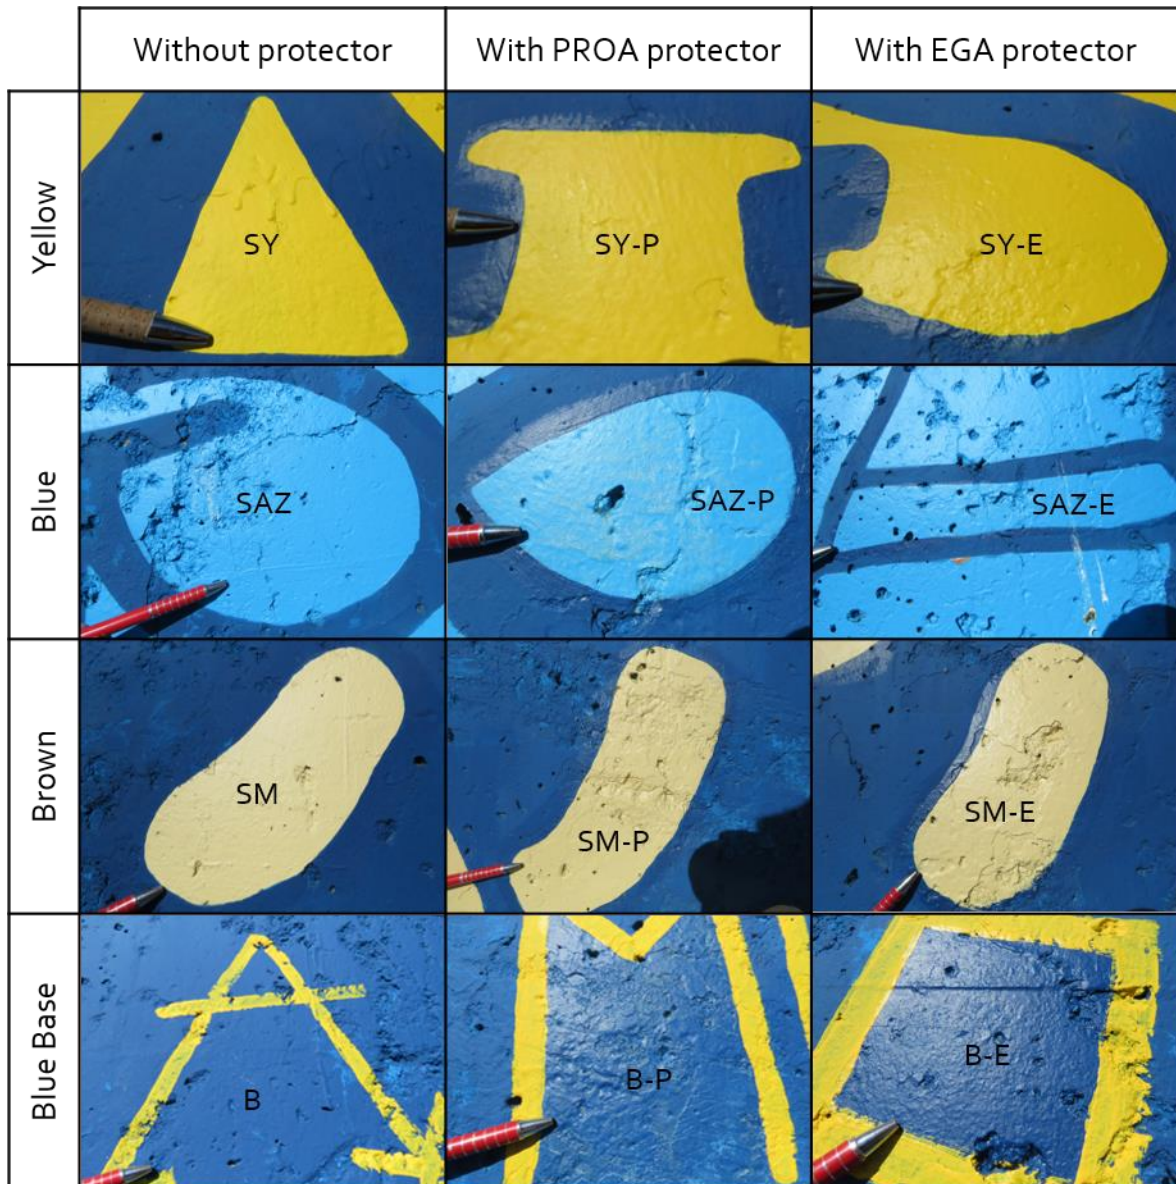 Without protector
With PROA protector
With EGA protector
Yellow
SY
SY-P
SY-E
Blue
SAZ
SAZ-P
SAZ-E
Brown
SM
SM-P
SM-E
Blue Base
B
B-P
B-E